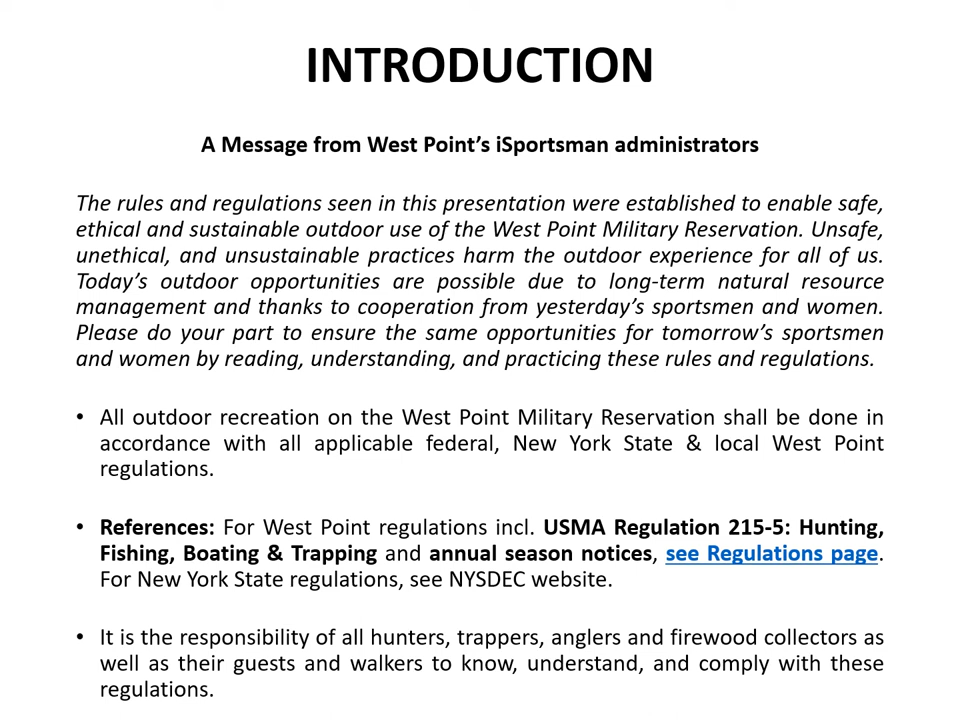 INTRODUCTION
A Message from West Point’s iSportsman administrators
The rules and regulations seen in this presentation were established to enable safe,
ethical and sustainable outdoor use of the West Point Military Reservation. Unsafe,
unethical, and unsustainable practices harm the outdoor experience for all of us.
Today’s outdoor opportunities are possible due to long-term natural resource
management and thanks to cooperation from yesterday’s sportsmen and women.
Please do your part to ensure the same opportunities for tomorrow’s sportsmen
and women by reading, understanding, and practicing these rules and regulations.
• All outdoor recreation on the West Point Military Reservation shall be done in
accordance with all applicable federal, New York State & local West Point
regulations.
• References: For West Point regulations incl. USMA Regulation 215-5: Hunting,
Fishing, Boating & Trapping and annual season notices, see Regulations page.
For New York State regulations, see NYSDEC website.
• It is the responsibility of all hunters, trappers, anglers and firewood collectors as
well as their guests and walkers to know, understand, and comply with these
regulations.